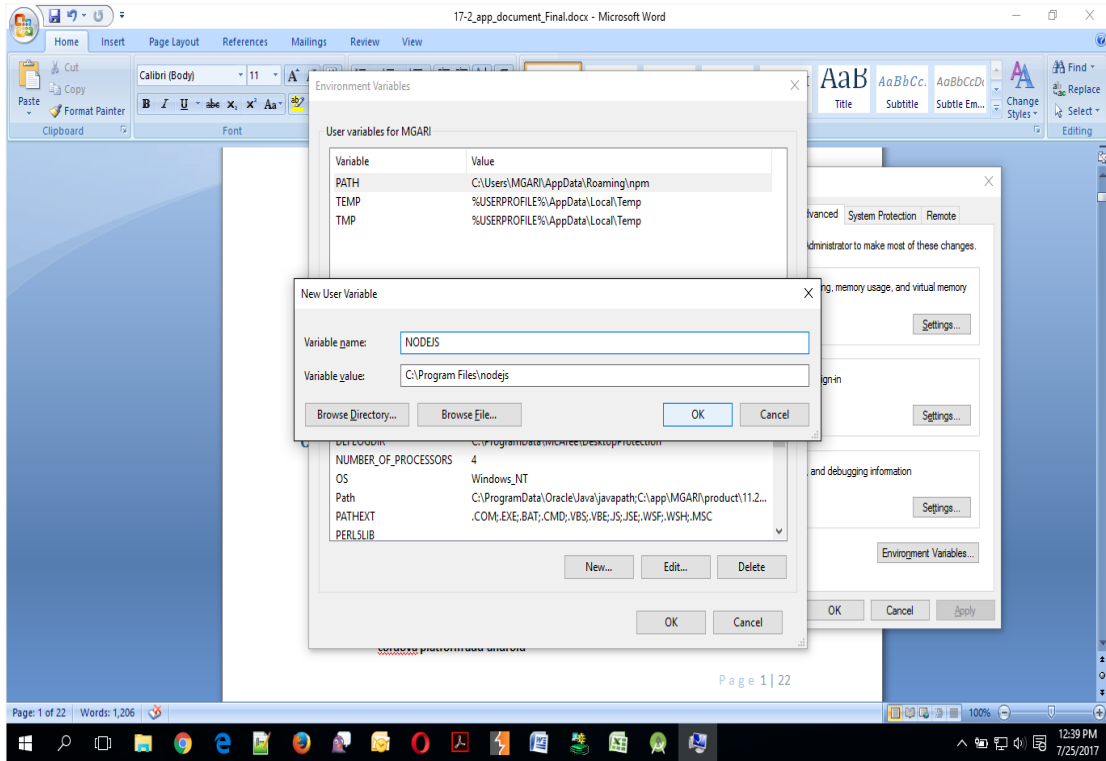 17-2_app_document_Final.docx - Microsoft Word
Home Insert Page Layout References Mailings Review View
Cut
Copy
Format Painter
Paste
Clipboard
Calibri (Body) 11
B I U abc x, x² Aa
Font
AaB AaBbCc. AaBbCcDc
Title Subtitle Subtle Em...
Change Styles
Find
Replace
Select
Editing
Environment Variables
User variables for MGARI
Variable Value
PATH C:\Users\MGARI\AppData\Roaming\npm
TEMP %USERPROFILE%\AppData\Local\Temp
TMP %USERPROFILE%\AppData\Local\Temp
System Protection Remote
dministrator to make most of these changes.
ng, memory usage, and virtual memory
Settings...
ign-in
Settings...
, and debugging information
Settings...
Environment Variables...
OK Cancel Apply
New User Variable
Variable name: NODEJS
Variable value: C:\Program Files\nodejs
Browse Directory... Browse File... OK Cancel
NUMBER_OF_PROCESSORS 4
OS Windows_NT
Path C:\ProgramData\Oracle\Java\javapath;C:\app\MGARI\product\11.2...
PATHEXT .COM;.EXE;.BAT;.CMD;.VBS;.VBE;.JS;.JSE;.WSF;.WSH;.MSC
PERL5LIB
New... Edit... Delete
OK Cancel
Page 1 | 22
Page: 1 of 22 Words: 1,206
100%
12:39 PM
7/25/2017